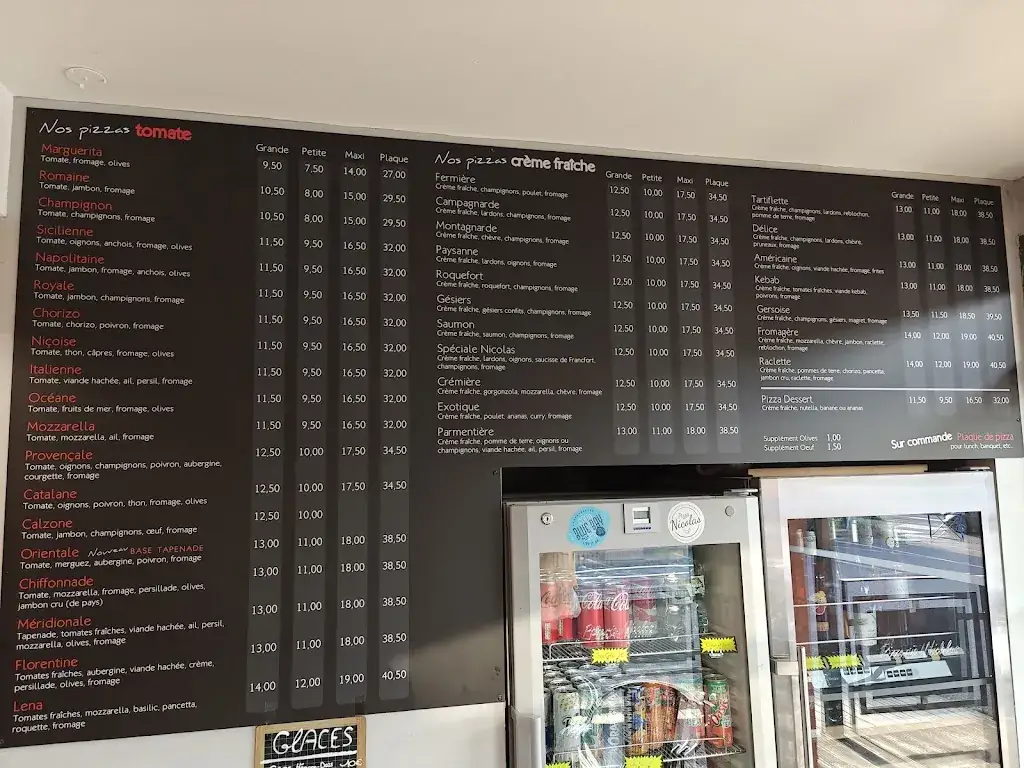 Nos pizzas tomate
Grande Petite Maxi Plaque
Marguerita 9,50 7,50 14,00 27,00
Tomate, fromage, olives
Romaine 10,50 8,00 15,00 29,50
Tomate, jambon, fromage
Champignon 10,50 8,00 15,00 29,50
Tomate, champignons, fromage
Sicilienne 11,50 9,50 16,50 32,00
Tomate, oignons, anchois, fromage, olives
Napolitaine 11,50 9,50 16,50 32,00
Tomate, jambon, fromage, anchois, olives
Royale 11,50 9,50 16,50 32,00
Tomate, jambon, champignons, fromage
Chorizo 11,50 9,50 16,50 32,00
Tomate, chorizo, poivron, fromage
Niçoise 11,50 9,50 16,50 32,00
Tomate, thon, câpres, fromage, olives
Italienne 11,50 9,50 16,50 32,00
Tomate, viande hachée, ail, persil, fromage
Océane 11,50 9,50 16,50 32,00
Tomate, fruits de mer, fromage, olives
Mozzarella 11,50 9,50 16,50 32,00
Tomate, mozzarella, ail, fromage
Provençale 12,50 10,00 17,50 34,50
Tomate, oignons, champignons, poivron, aubergine,
courgette, fromage
Catalane 12,50 10,00 17,50 34,50
Tomate, oignons, poivron, thon, fromage, olives
Calzone 12,50 10,00
Tomate, jambon, champignons, œuf, fromage
Orientale Nouveau BASE TAPENADE 13,00 11,00 18,00 38,50
Tomate, merguez, aubergine, poivron, fromage
Chiffonnade 13,00 11,00 18,00 38,50
Tomate, mozzarella, fromage, persillade, olives,
jambon cru (de pays)
Méridionale 13,00 11,00 18,00 38,50
Tapenade, tomates fraîches, viande hachée, ail, persil,
mozzarella, olives, fromage
Florentine 13,00 11,00 18,00 38,50
Tomates fraîches, aubergine, viande hachée, crème,
persillade, olives, fromage
Lena 14,00 12,00 19,00 40,50
Tomates fraîches, mozzarella, basilic, pancetta,
roquette, fromage
Nos pizzas crème fraîche
Grande Petite Maxi Plaque
Fermière 12,50 10,00 17,50 34,50
Crème fraîche, champignons, poulet, fromage
Campagnarde 12,50 10,00 17,50 34,50
Crème fraîche, lardons, champignons, fromage
Montagnarde 12,50 10,00 17,50 34,50
Crème fraîche, chèvre, champignons, fromage
Paysanne 12,50 10,00 17,50 34,50
Crème fraîche, lardons, oignons, fromage
Roquefort 12,50 10,00 17,50 34,50
Crème fraîche, roquefort, champignons, fromage
Gésiers 12,50 10,00 17,50 34,50
Crème fraîche, gésiers confits, champignons, fromage
Saumon 12,50 10,00 17,50 34,50
Crème fraîche, saumon, champignons, fromage
Spéciale Nicolas 12,50 10,00 17,50 34,50
Crème fraîche, lardons, oignons, saucisse de Francfort,
champignons, fromage
Crémière 12,50 10,00 17,50 34,50
Crème fraîche, gorgonzola, mozzarella, chèvre, fromage
Exotique 12,50 10,00 17,50 34,50
Crème fraîche, poulet, ananas, curry, fromage
Parmentière 13,00 11,00 18,00 38,50
Crème fraîche, pomme de terre, oignons ou
champignons, viande hachée, ail, persil, fromage
Grande Petite Maxi Plaque
Tartiflette 13,00 11,00 18,00 38,50
Crème fraîche, champignons, lardons, reblochon,
pomme de terre, fromage
Délice 13,00 11,00 18,00 38,50
Crème fraîche, champignons, lardons, chèvre,
pruneaux, fromage
Américaine 13,00 11,00 18,00 38,50
Crème fraîche, oignons, viande hachée, fromage, frites
Kebab 13,00 11,00 18,00 38,50
Crème fraîche, tomates fraîches, viande kebab,
poivrons, fromage
Gersoise 13,50 11,50 18,50 39,50
Crème fraîche, champignons, gésiers, magret, fromage
Fromagère 14,00 12,00 19,00 40,50
Crème fraîche, mozzarella, chèvre, jambon, raclette,
reblochon, fromage
Raclette 14,00 12,00 19,00 40,50
Crème fraîche, pommes de terre, chorizo, pancetta,
jambon cru, raclette, fromage
Pizza Dessert 11,50 9,50 16,50 32,00
Crème fraîche, nutella, banane ou ananas
Supplément Olives 1,00
Supplément Oeuf 1,50
Sur commande Plaque de pizza
pour lunch, banquet, etc.
BLUE BAY
Nicolas
Coca-Cola
GLACES